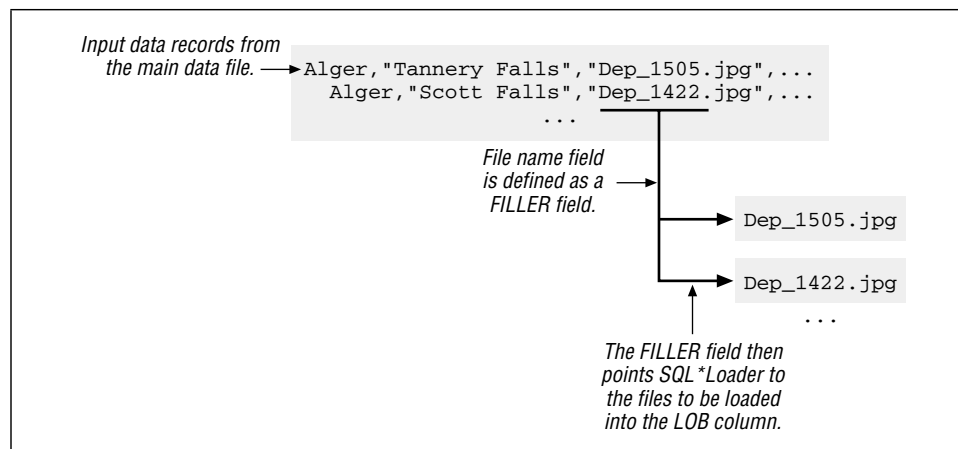 Input data records from
the main data file.
Alger,"Tannery Falls","Dep_1505.jpg",...
Alger,"Scott Falls","Dep_1422.jpg",...
...
File name field
is defined as a
FILLER field.
Dep_1505.jpg
Dep_1422.jpg
...
The FILLER field then
points SQL*Loader to
the files to be loaded
into the LOB column.